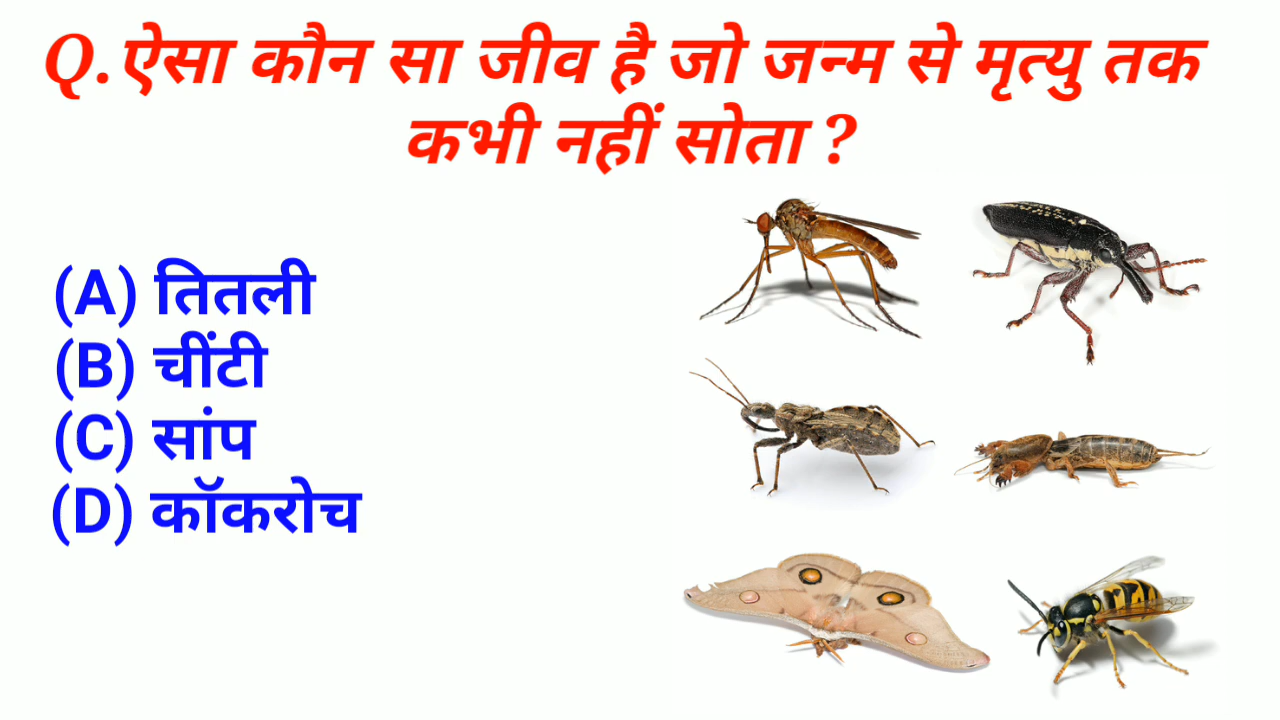 Q.ऐसा कौन सा जीव है जो जन्म से मृत्यु तक
कभी नहीं सोता ?
(A) तितली
(B) चींटी
(C) सांप
(D) कॉकरोच